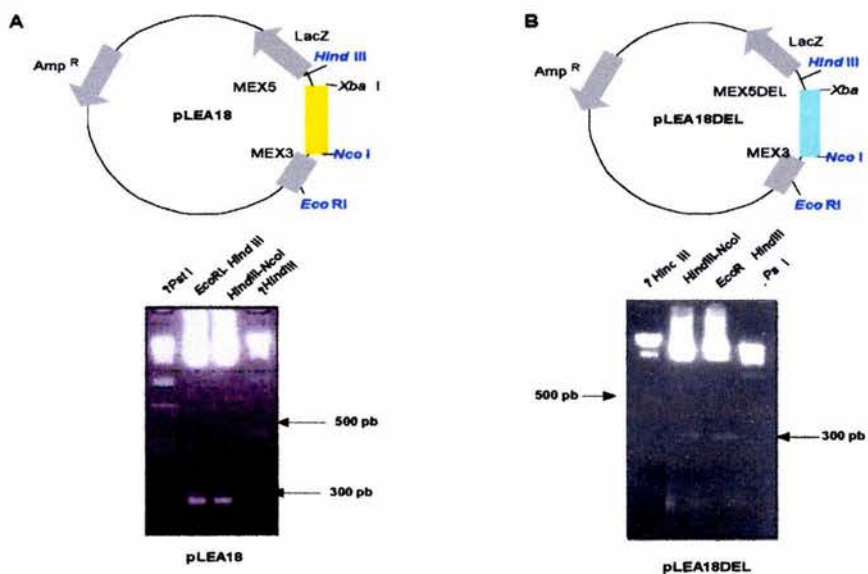 A
LacZ
Hind III
Amp R
MEX5
Xba I
pLEA18
MEX3
Nco I
Eco RI
?Pst I
EcoRI- Hind III
HindIII-NcoI
?HindIII
500 pb
300 pb
pLEA18
B
LacZ
Hind III
Amp R
MEX5DEL
Xba
pLEA18DEL
MEX3
Nco I
Eco RI
? Hinc III
HindIII-NcoI
EcoR HindIII
.Ps I
500 pb
300 pb
pLEA18DEL